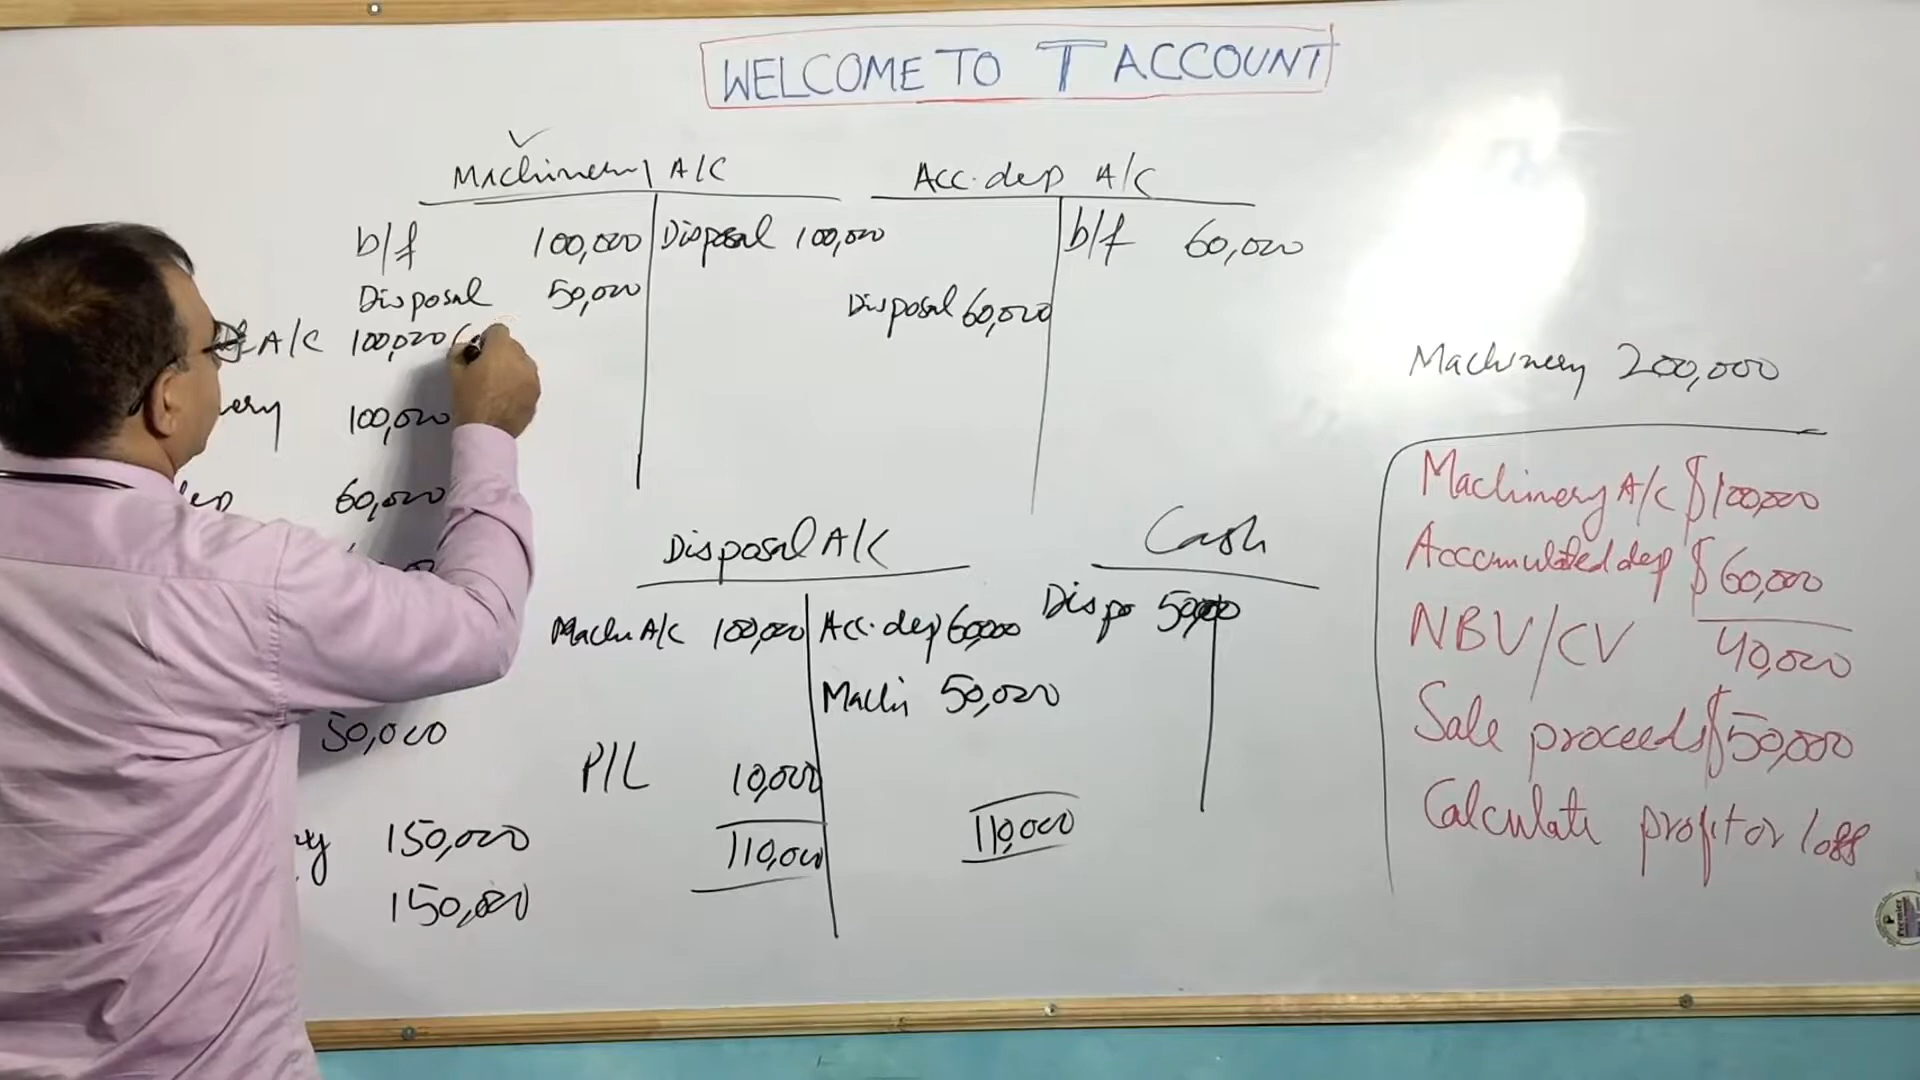 WELCOME TO T ACCOUNT
Machinery A/C
b/f 100,000 Disposal 100,000
Disposal 50,000
Acc. dep A/C
b/f 60,000
Disposal 60,000
A/C 100,000
100,000
60,000
50,000
150,000
150,000
Disposal A/C
Machi A/C 100,000 Acc. dep 60,000
Machi 50,000
P/L 10,000
110,000 110,000
Cash
Dispo 50,000
Machinery 200,000
Machinery A/C $100,000
Accumulated dep $60,000
NBV/CV 40,000
Sale proceeds $50,000
Calculate profit or loss
Premier